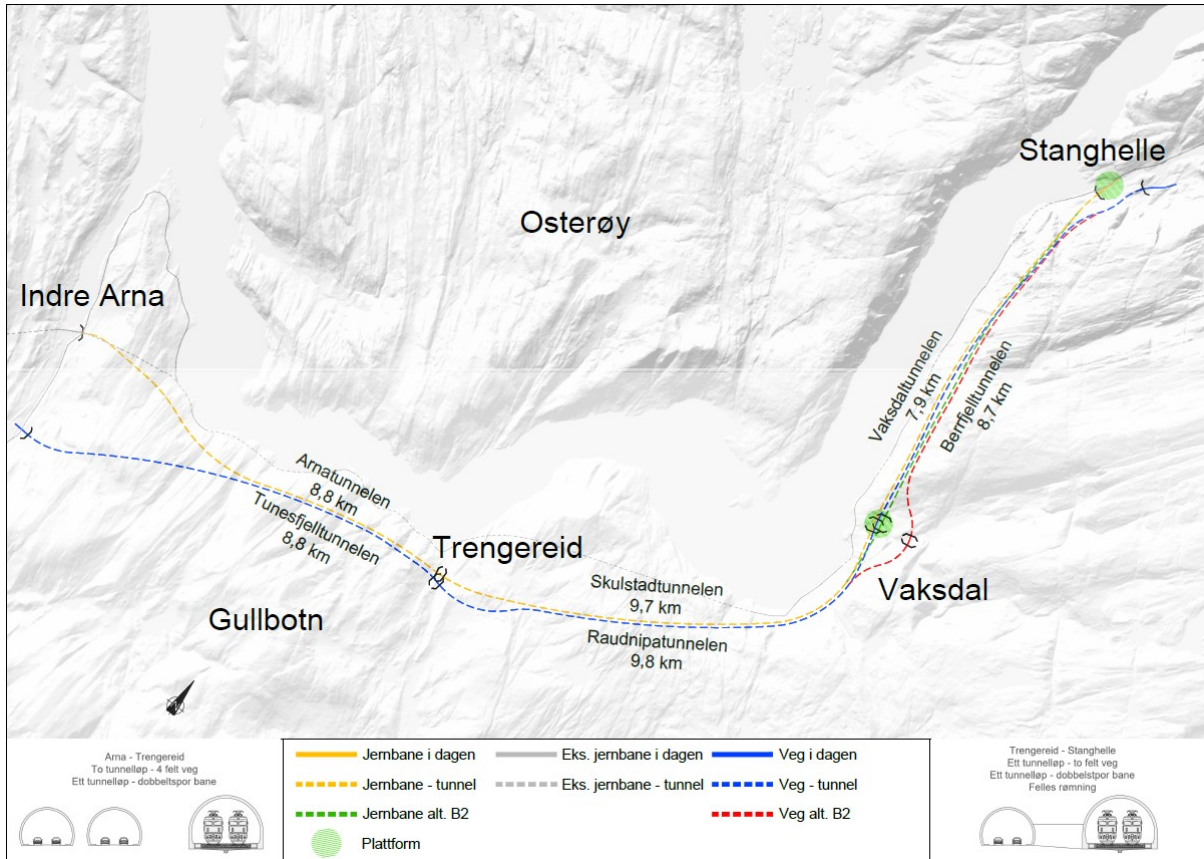 Stanghelle
Osterøy
Indre Arna
Vaksdaltunnelen
7,9 km
Berrfjelltunnelen
8,7 km
Arnatunnelen
8,8 km
Tunesfjelltunnelen
8,8 km
Trengereid
Skulstadtunnelen
9,7 km
Vaksdal
Gullbotn
Raudnipatunnelen
9,8 km
Arna - Trengereid
To tunnelløp - 4 felt veg
Ett tunnelløp - dobbeltspor bane
Jernbane i dagen
Eks. jernbane i dagen
Veg i dagen
Jernbane - tunnel
Eks. jernbane - tunnel
Veg - tunnel
Jernbane alt. B2
Veg alt. B2
Plattform
Trengereid - Stanghelle
Ett tunnelløp - to felt veg
Ett tunnelløp - dobbelstpor bane
Felles rømning